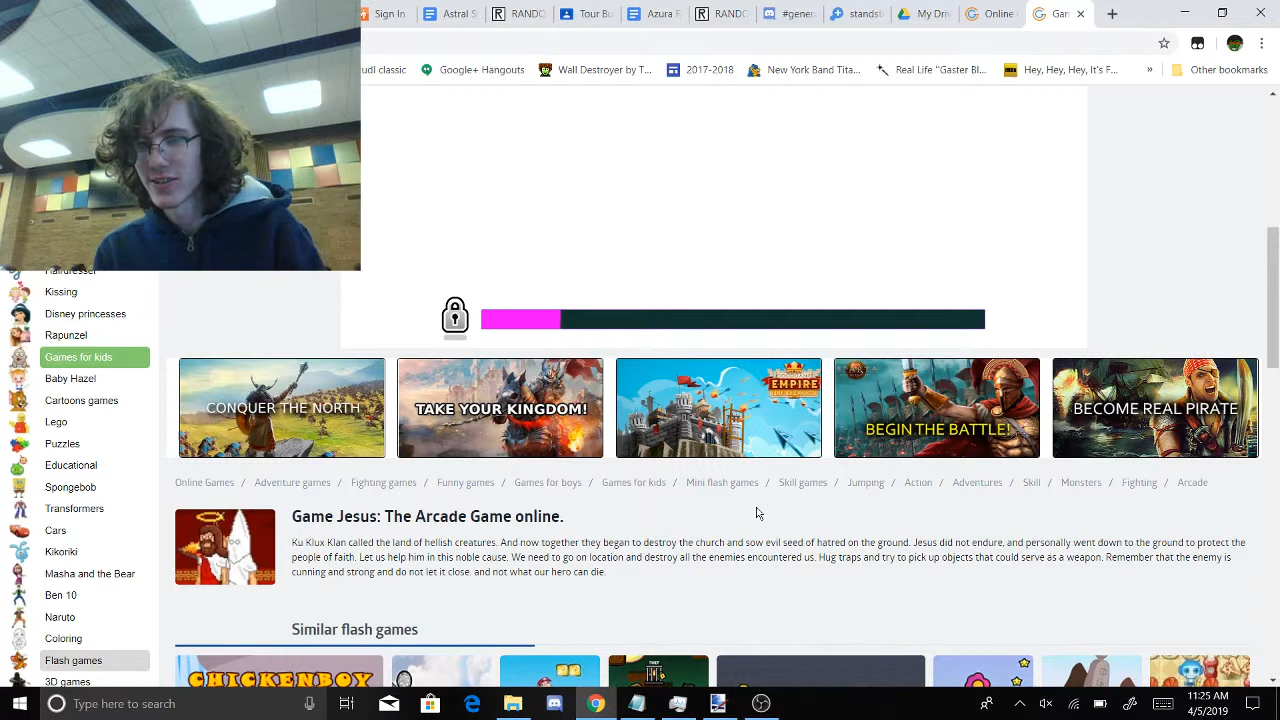 Sign In
Astral S
RANDO
Tour Bu
Azura R
RANDO
gener
stands
My Driv
Online
udl classic
Google+ Hangouts
Wall Destroyer by T...
2017-2018
New York Band Tita...
Real Life "Gaster Bl...
Hey, Hey, Hey, It's F...
»
Other bookmarks
Hairdresser
Kissing
Disney princesses
Rapunzel
Games for kids
Baby Hazel
Cartoons games
Lego
Puzzles
Educational
Spongebob
Transformers
Cars
Kikoriki
Masha and the Bear
Ben 10
Naruto
Coloring
Flash games
3D games
CONQUER THE NORTH
TAKE YOUR KINGDOM!
EMPIRE
BEGIN THE BATTLE!
BECOME REAL PIRATE
Online Games / Adventure games / Fighting games / Funny games / Games for boys / Games for kids / Mini flash games / Skill games / Jumping / Action / Adventures / Skill / Monsters / Fighting / Arcade
Game Jesus: The Arcade Game online.
Ku Klux Klan called the land of hellish creatures. And now together they began to destroy the church and sow evil seed of hatred on the ground. Jesus did not endure, and personally went down to the ground to protect the
people of faith. Let us help him in this noble cause. We need to go on location and destroy all the enemies encountered us. Hug traps and to pick up objects that could serve as a weapon. Remember that the enemy is
cunning and strong and do not let it close, and not what our hero can die.
Similar flash games
CHICKENBOY
Type here to search
11:25 AM
4/5/2019